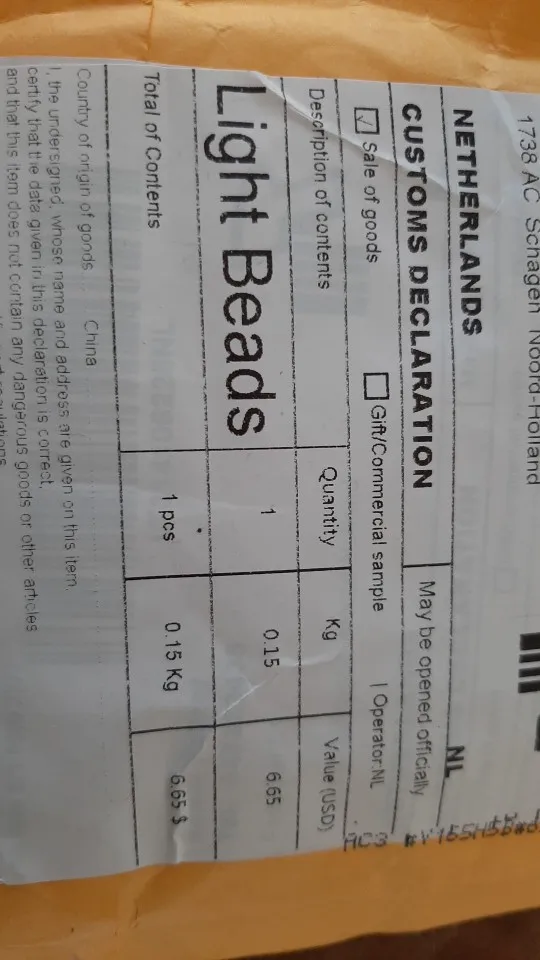 1738 AC Schagen Noord-Holland
NETHERLANDS NL
CUSTOMS DECLARATION May be opened officially
Sale of goods Gift/Commercial sample | Operator:NL
Description of contents Quantity Kg Value (USD)
Light Beads 1 0.15 6.65
Total of Contents 1 pcs 0.15 Kg 6.65 $
Country of origin of goods China
I, the undersigned, whose name and address are given on this item,
certify that the data given in this declaration is correct,
and that this item does not contain any dangerous goods or other articles
regulations